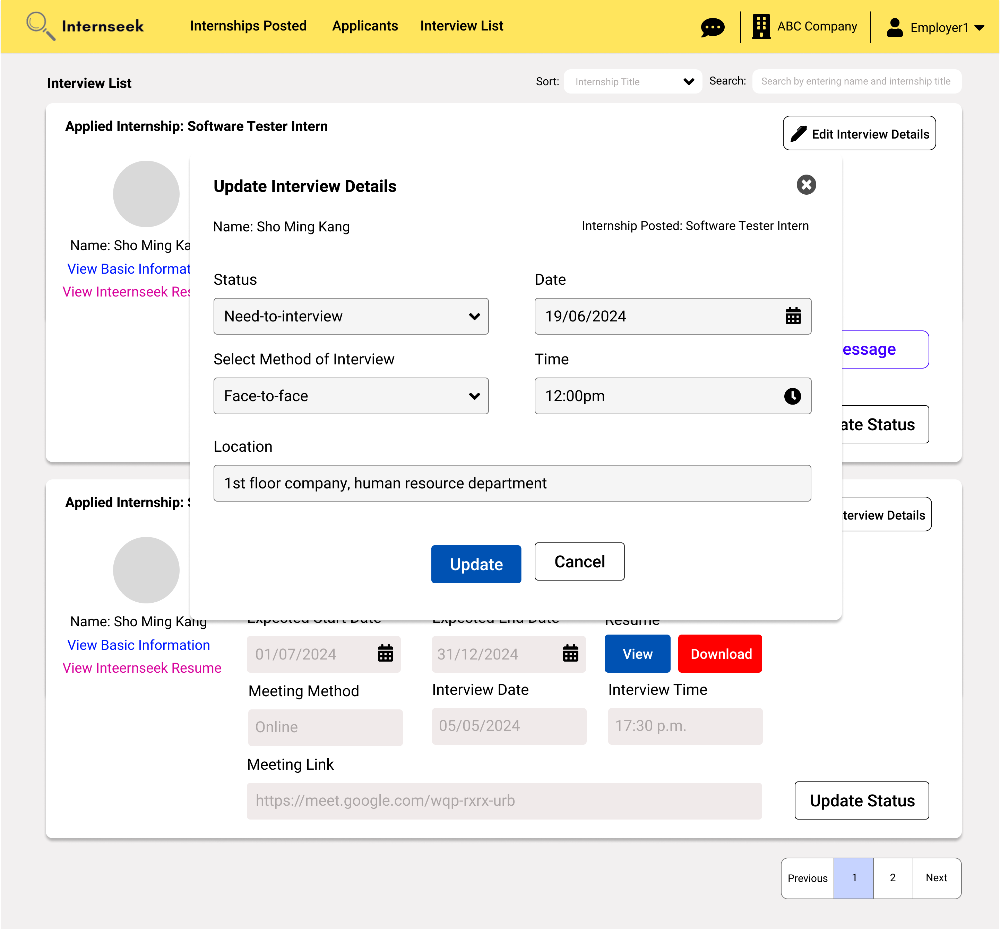 Internseek
Internships Posted
Applicants
Interview List
ABC Company
Employer1
Interview List
Sort:
Internship Title
Search:
Search by entering name and internship title
Applied Internship: Software Tester Intern
Edit Interview Details
Name: Sho Ming Ka
View Basic Informat
View Inteernseek Res
Update Interview Details
Name: Sho Ming Kang
Internship Posted: Software Tester Intern
Status
Date
Need-to-interview
19/06/2024
Select Method of Interview
Time
Face-to-face
12:00pm
Location
1st floor company, human resource department
Update
Cancel
essage
ate Status
Applied Internship: S
terview Details
Name: Sho Ming Kang
View Basic Information
View Inteernseek Resume
Expected Start Date
Expected End Date
Resume
01/07/2024
31/12/2024
View
Download
Meeting Method
Interview Date
Interview Time
Online
05/05/2024
17:30 p.m.
Meeting Link
https://meet.google.com/wqp-rxrx-urb
Update Status
Previous
1
2
Next